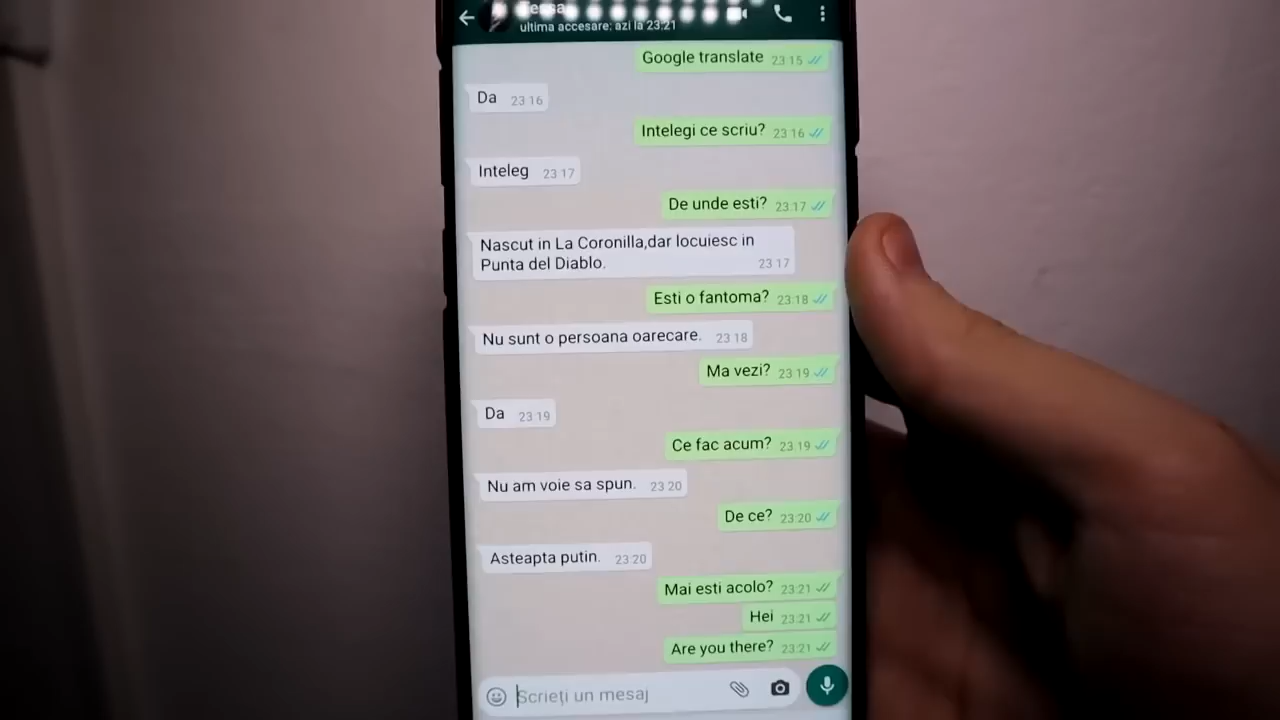 ultima accesare: azi la 23:21
Google translate 23 15
Da 23 16
Intelegi ce scriu? 23 16
Inteleg 23 17
De unde esti? 23:17
Nascut in La Coronilla,dar locuiesc in
Punta del Diablo. 23 17
Esti o fantoma? 23:18
Nu sunt o persoana oarecare. 23 18
Ma vezi? 23 19
Da 23 19
Ce fac acum? 23 19
Nu am voie sa spun. 23 20
De ce? 23:20
Asteapta putin. 23 20
Mai esti acolo? 23:21
Hei 23:21
Are you there? 23:21
Scrieți un mesaj